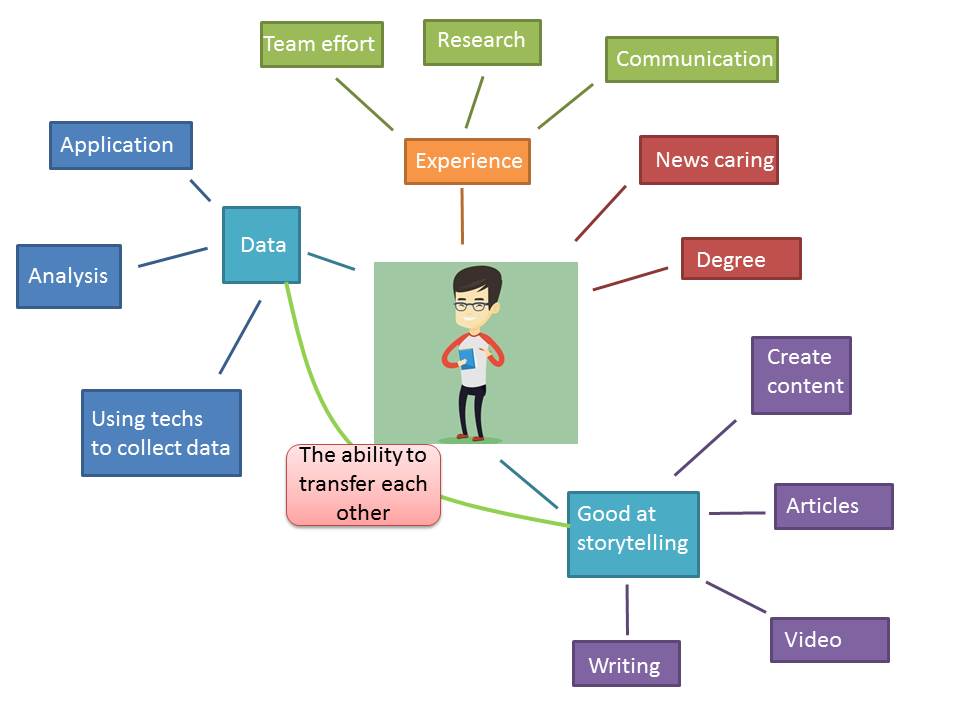 Team effort
Research
Communication
Application
Experience
News caring
Data
Degree
Analysis
Create
content
Using techs
to collect data
The ability to
transfer each
other
Good at
storytelling
Articles
Video
Writing